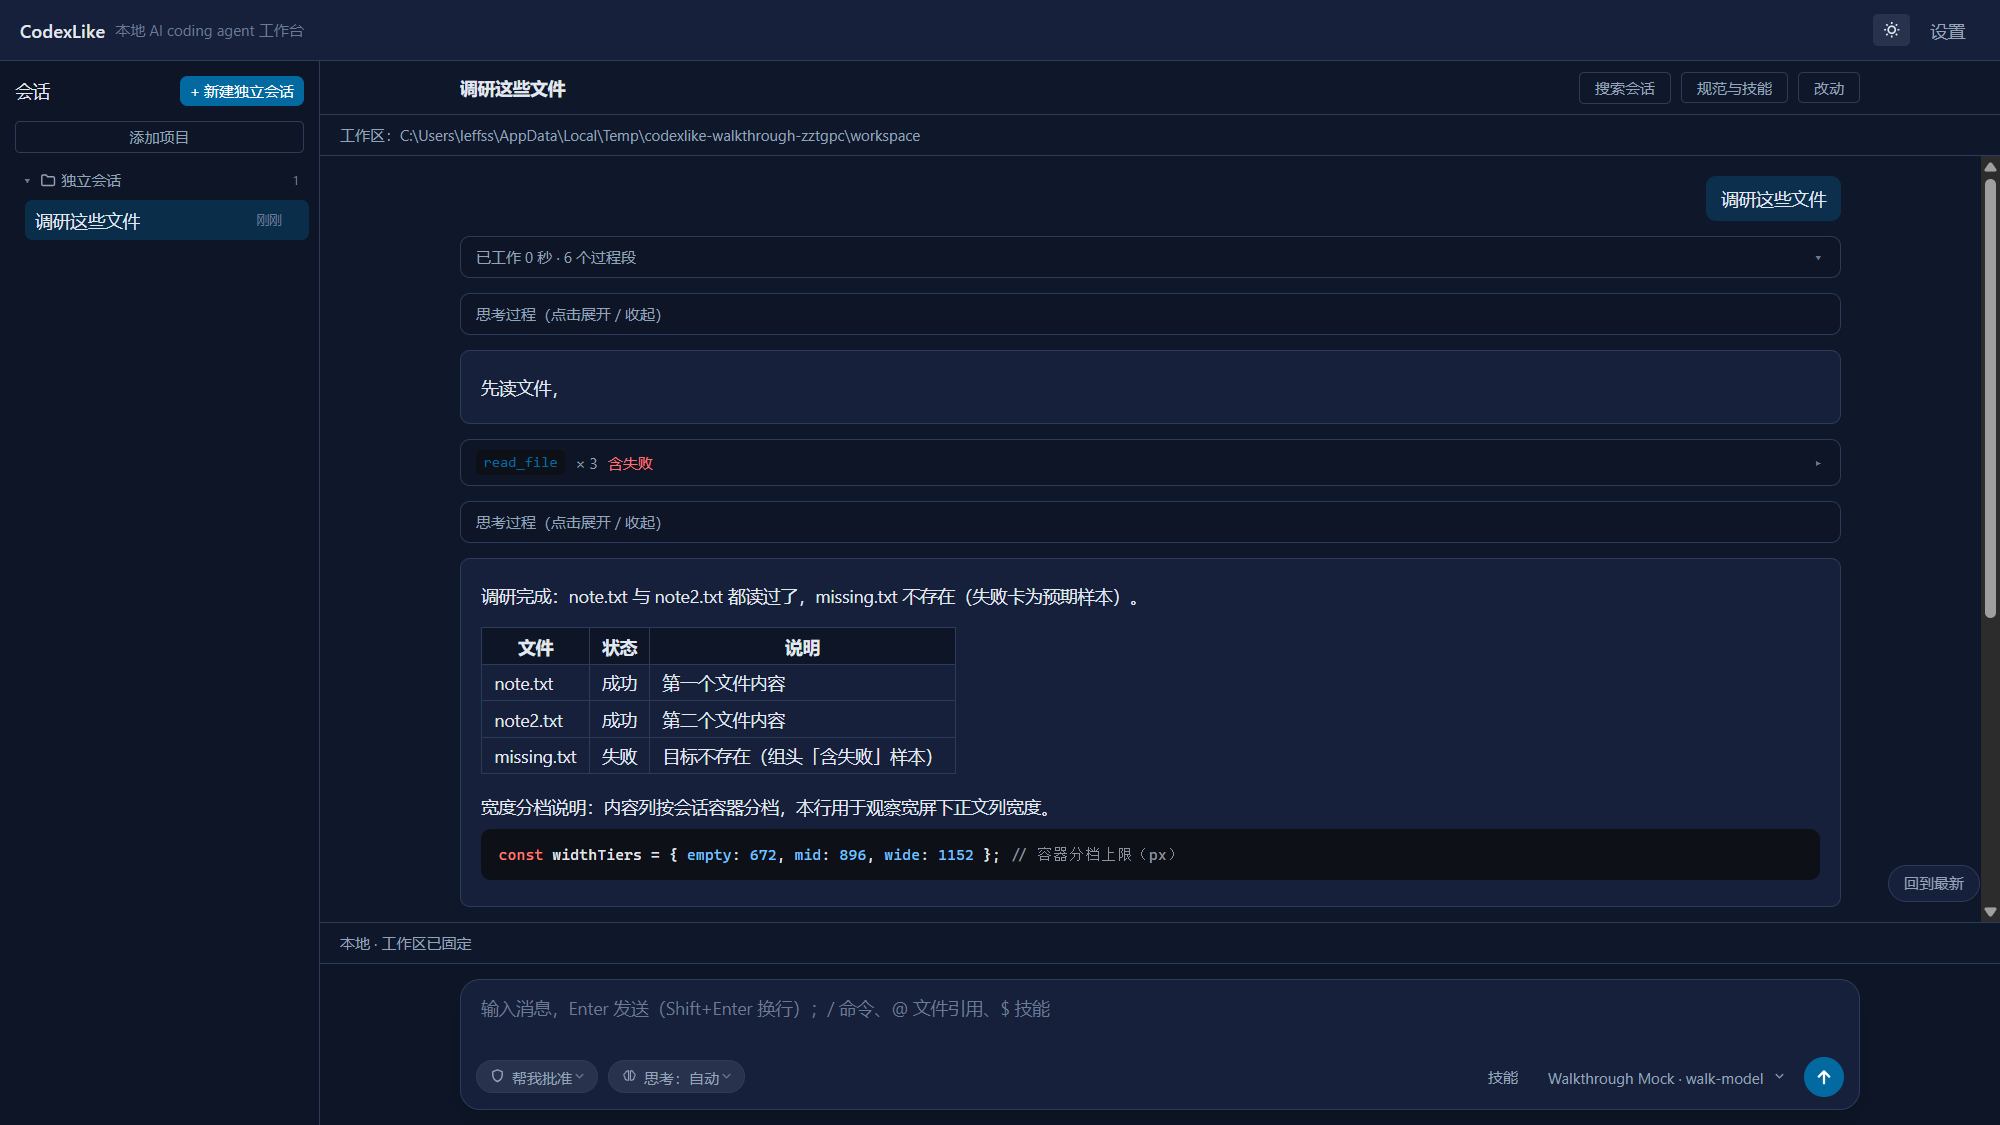 CodexLike 本地 AI coding agent 工作台
设置
会话
+ 新建独立会话
添加项目
独立会话 1
调研这些文件 刚刚
调研这些文件
搜索会话 规范与技能 改动
工作区：C:\Users\leffss\AppData\Local\Temp\codexlike-walkthrough-zztgpc\workspace
调研这些文件
已工作 0 秒 · 6 个过程段
思考过程（点击展开 / 收起）
先读文件，
read_file × 3 含失败
思考过程（点击展开 / 收起）
调研完成：note.txt 与 note2.txt 都读过了，missing.txt 不存在（失败卡为预期样本）。
文件 状态 说明
note.txt 成功 第一个文件内容
note2.txt 成功 第二个文件内容
missing.txt 失败 目标不存在（组头「含失败」样本）
宽度分档说明：内容列按会话容器分档，本行用于观察宽屏下正文列宽度。
const widthTiers = { empty: 672, mid: 896, wide: 1152 }; // 容器分档上限（px）
回到最新
本地 · 工作区已固定
输入消息，Enter 发送（Shift+Enter 换行）；/ 命令、@ 文件引用、$ 技能
帮我批准 思考：自动 技能 Walkthrough Mock · walk-model